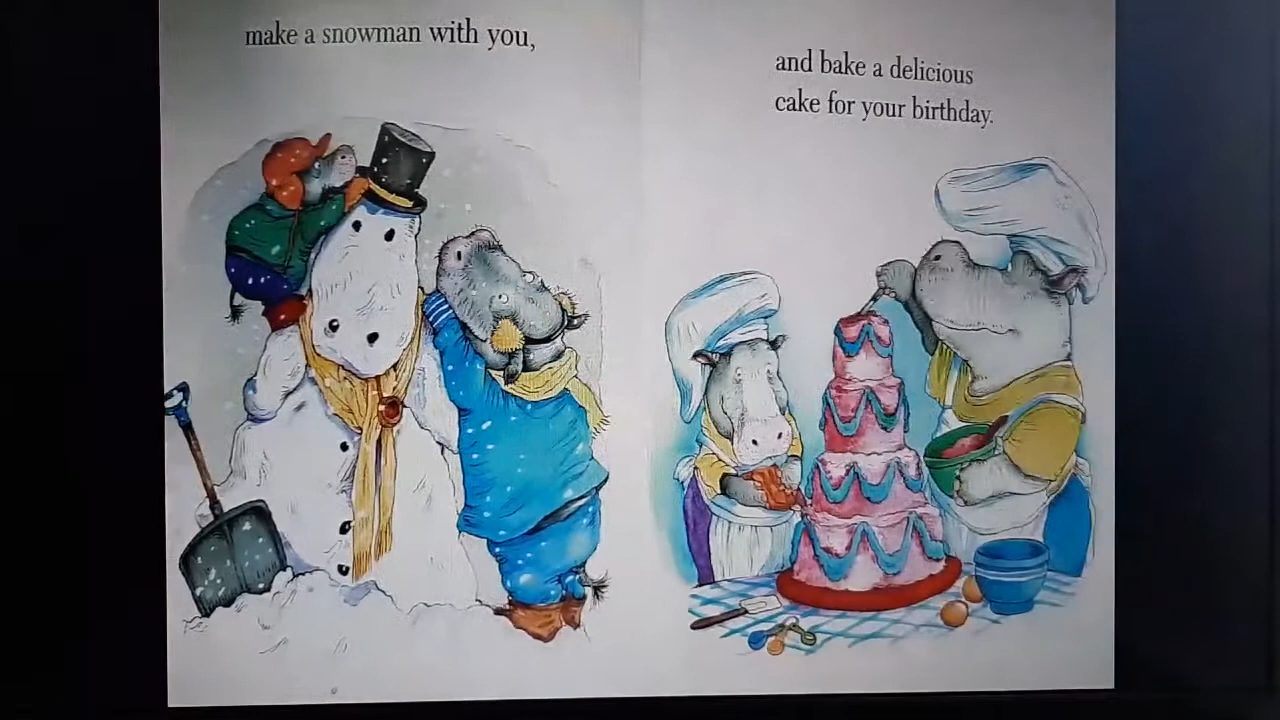 make a snowman with you,
and bake a delicious
cake for your birthday.